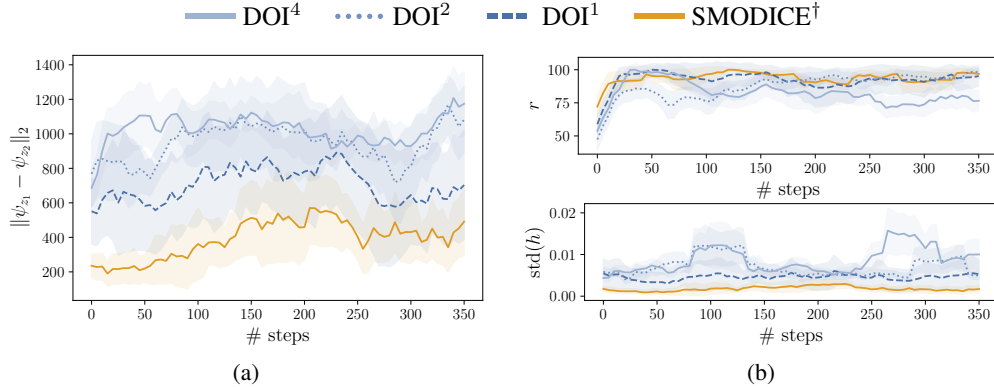 DOI⁴ DOI² DOI¹ SMODICE†
1400
1200
1000
800
600
400
200
‖ψ_{z₁} − ψ_{z₂}‖₂
0 50 100 150 200 250 300 350
# steps
(a)
100
75
50
r
0 50 100 150 200 250 300 350
# steps
0.02
0.01
0.00
std(h)
0 50 100 150 200 250 300 350
# steps
(b)